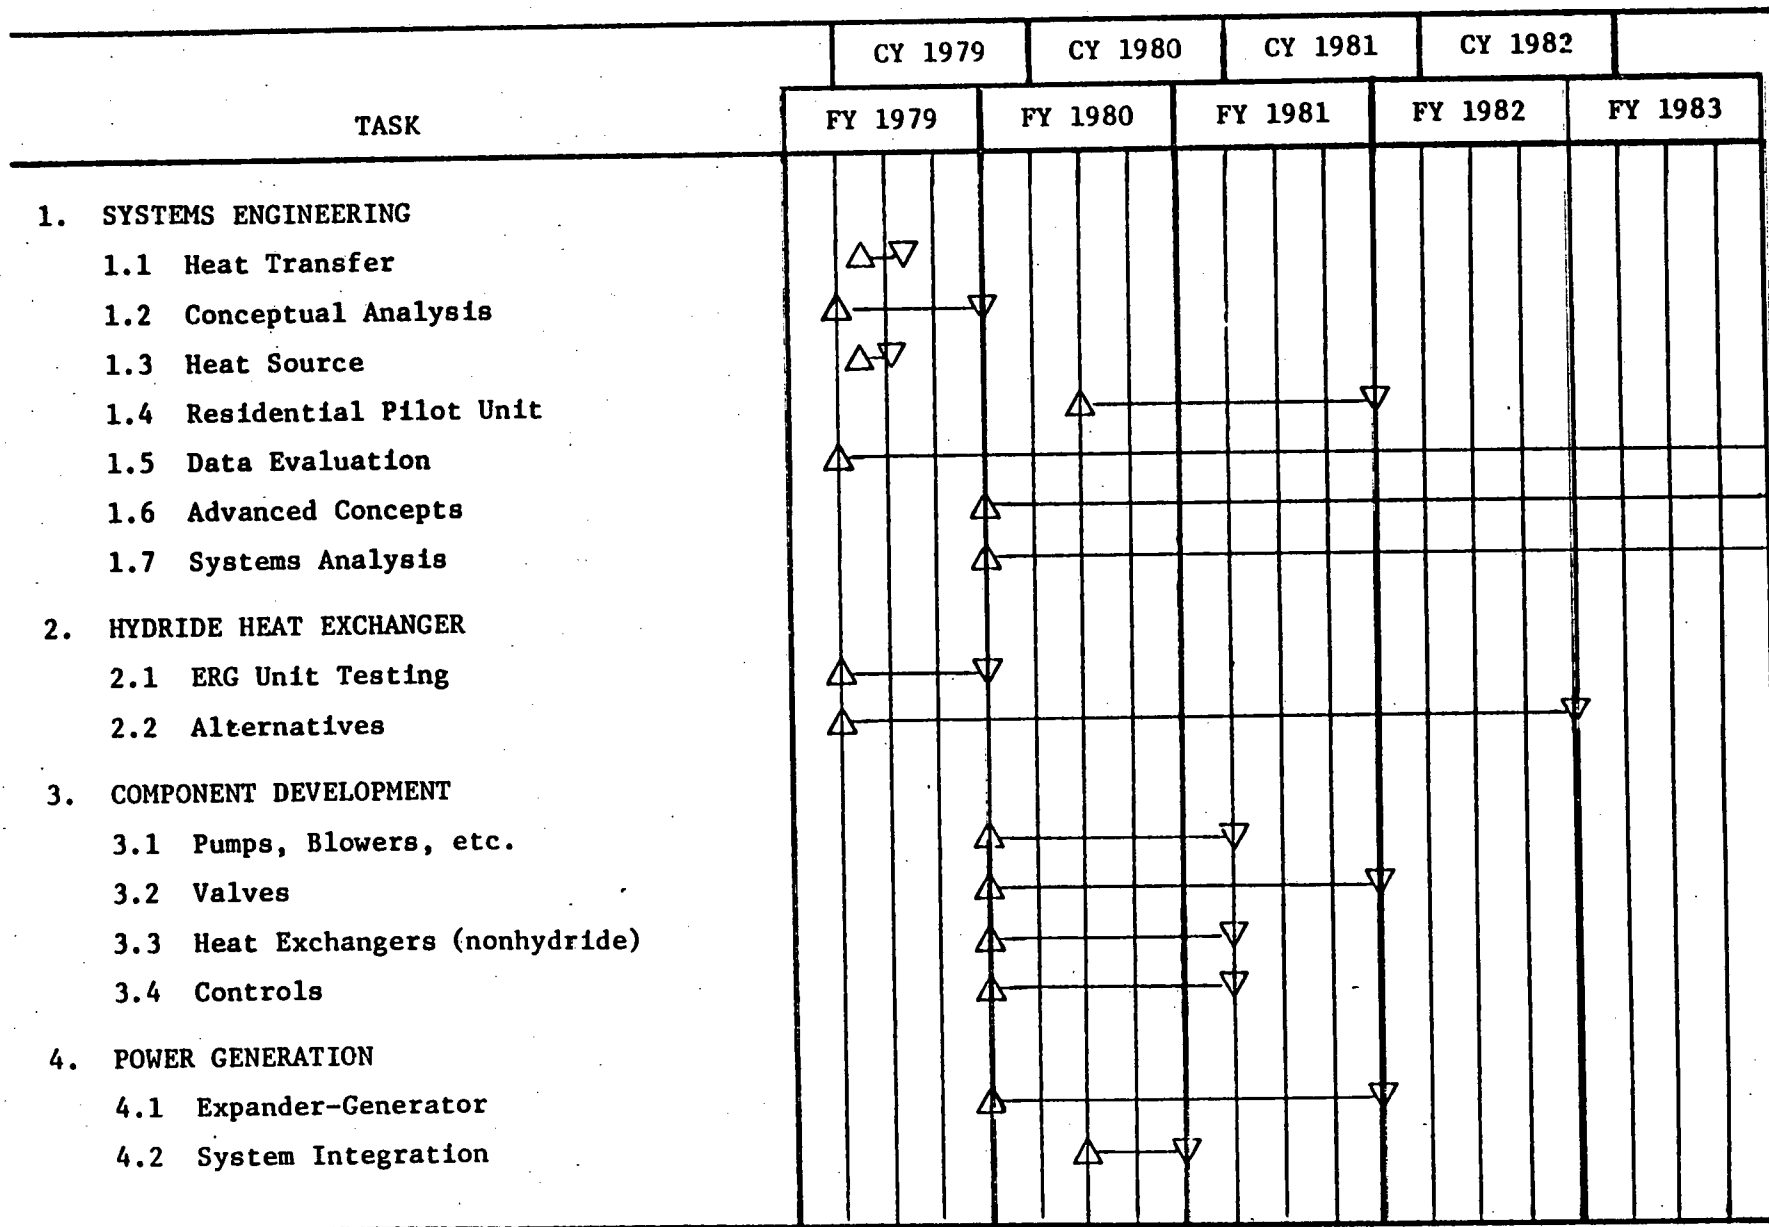 CY 1979 CY 1980 CY 1981 CY 1982
TASK FY 1979 FY 1980 FY 1981 FY 1982 FY 1983
1. SYSTEMS ENGINEERING
1.1 Heat Transfer
1.2 Conceptual Analysis
1.3 Heat Source
1.4 Residential Pilot Unit
1.5 Data Evaluation
1.6 Advanced Concepts
1.7 Systems Analysis
2. HYDRIDE HEAT EXCHANGER
2.1 ERG Unit Testing
2.2 Alternatives
3. COMPONENT DEVELOPMENT
3.1 Pumps, Blowers, etc.
3.2 Valves
3.3 Heat Exchangers (nonhydride)
3.4 Controls
4. POWER GENERATION
4.1 Expander-Generator
4.2 System Integration